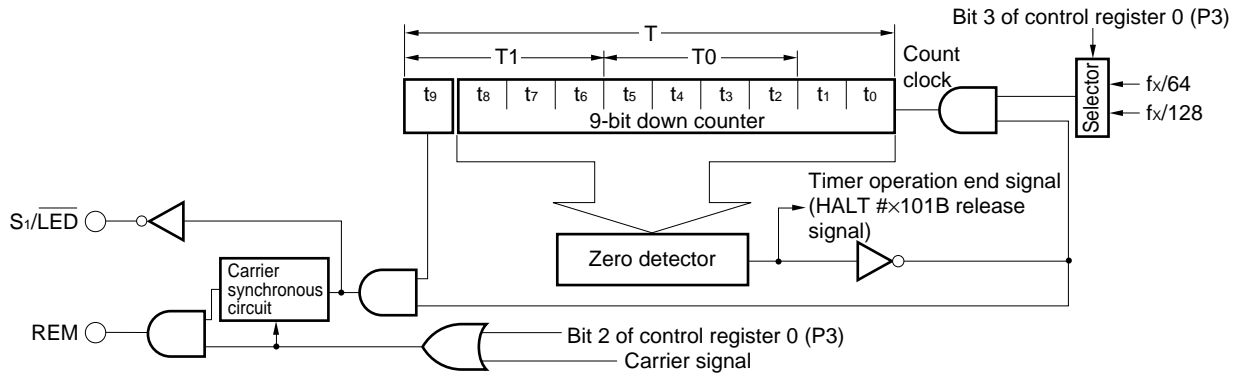 Bit 3 of control register 0 (P3)
T
T1
T0
Count
clock
t9
t8
t7
t6
t5
t4
t3
t2
t1
t0
9-bit down counter
Selector
fX/64
fX/128
Timer operation end signal
(HALT #×101B release
signal)
S1/LED
Zero detector
Carrier
synchronous
circuit
REM
Bit 2 of control register 0 (P3)
Carrier signal